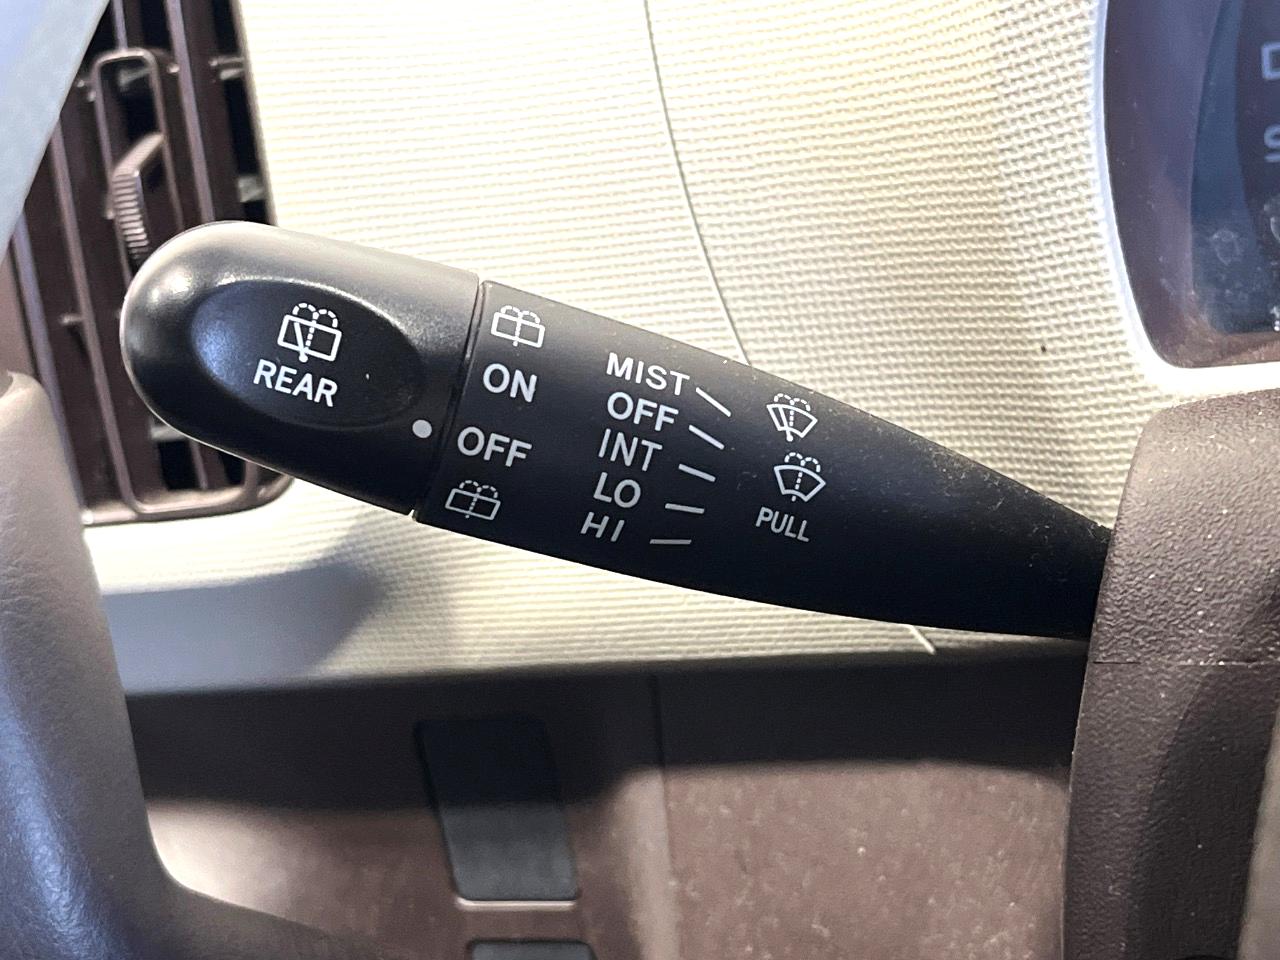 REAR
ON
OFF
MIST
OFF
INT
LO
HI
PULL